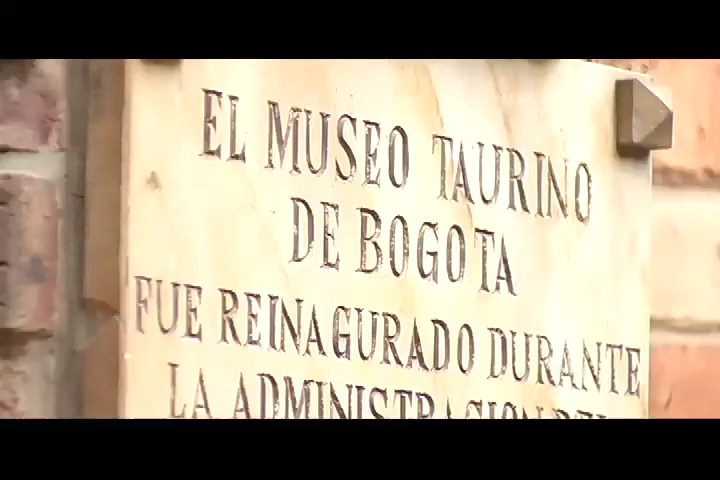 EL MUSEO TAURINO
DE BOGOTA
FUE REINAGURADO DURANTE
LA ADMINISTRACION DEL